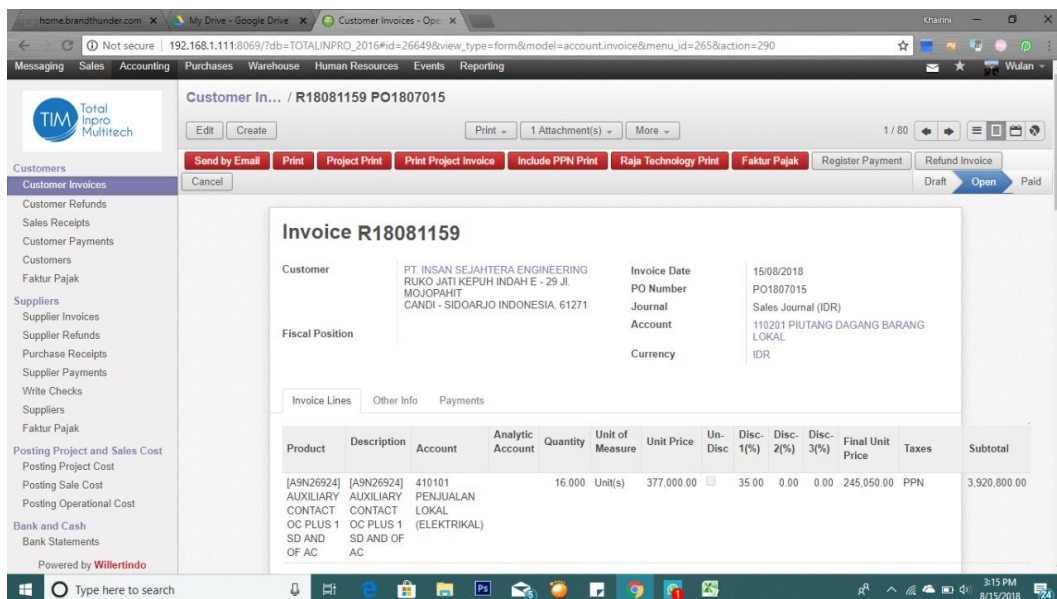 home.brandthunder.com
My Drive - Google Drive
Customer Invoices - Ope
Khairini
Not secure | 192.168.1.111:8069/?db=TOTALINPRO_2016#id=26649&view_type=form&model=account.invoice&menu_id=265&action=290
Messaging Sales Accounting Purchases Warehouse Human Resources Events Reporting Wulan
TIM Total Inpro Multitech
Customer In... / R18081159 PO1807015
Edit Create Print 1 Attachment(s) More 1 / 80
Send by Email Print Project Print Print Project Invoice Include PPN Print Raja Technology Print Faktur Pajak Register Payment Refund Invoice
Cancel Draft Open Paid
Customers
Customer Invoices
Customer Refunds
Sales Receipts
Customer Payments
Customers
Faktur Pajak
Suppliers
Supplier Invoices
Supplier Refunds
Purchase Receipts
Supplier Payments
Write Checks
Suppliers
Faktur Pajak
Posting Project and Sales Cost
Posting Project Cost
Posting Sale Cost
Posting Operational Cost
Bank and Cash
Bank Statements
Powered by Willertindo
Invoice R18081159
Customer PT. INSAN SEJAHTERA ENGINEERING
RUKO JATI KEPUH INDAH E - 29 Jl.
MOJOPAHIT
CANDI - SIDOARJO INDONESIA, 61271
Fiscal Position
Invoice Date 15/08/2018
PO Number PO1807015
Journal Sales Journal (IDR)
Account 110201 PIUTANG DAGANG BARANG
LOKAL
Currency IDR
Invoice Lines Other Info Payments
Product Description Account Analytic Account Quantity Unit of Measure Unit Price Un-Disc Disc-1(%) Disc-2(%) Disc-3(%) Final Unit Price Taxes Subtotal
[A9N26924] [A9N26924] 410101 16.000 Unit(s) 377,000.00 35.00 0.00 0.00 245,050.00 PPN 3,920,800.00
AUXILIARY AUXILIARY PENJUALAN
CONTACT CONTACT LOKAL
OC PLUS 1 OC PLUS 1 (ELEKTRIKAL)
SD AND SD AND OF
OF AC AC
Type here to search
Ps
3:15 PM
8/15/2018
24